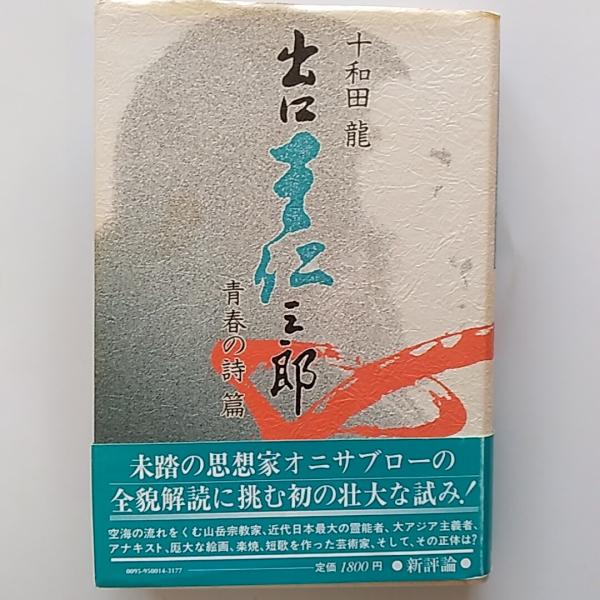 十和田 龍
出口王仁三郎
青春の詩篇
未踏の思想家オニサブローの
全貌解読に挑む初の壮大な試み!
空海の流れをくむ山岳宗教家、近代日本最大の霊能者、大アジア主義者、
アナキスト、厖大な絵画、楽焼、短歌を作った芸術家、そして、その正体は?
0095-950014-3177
定価 1800円 ●新評論●